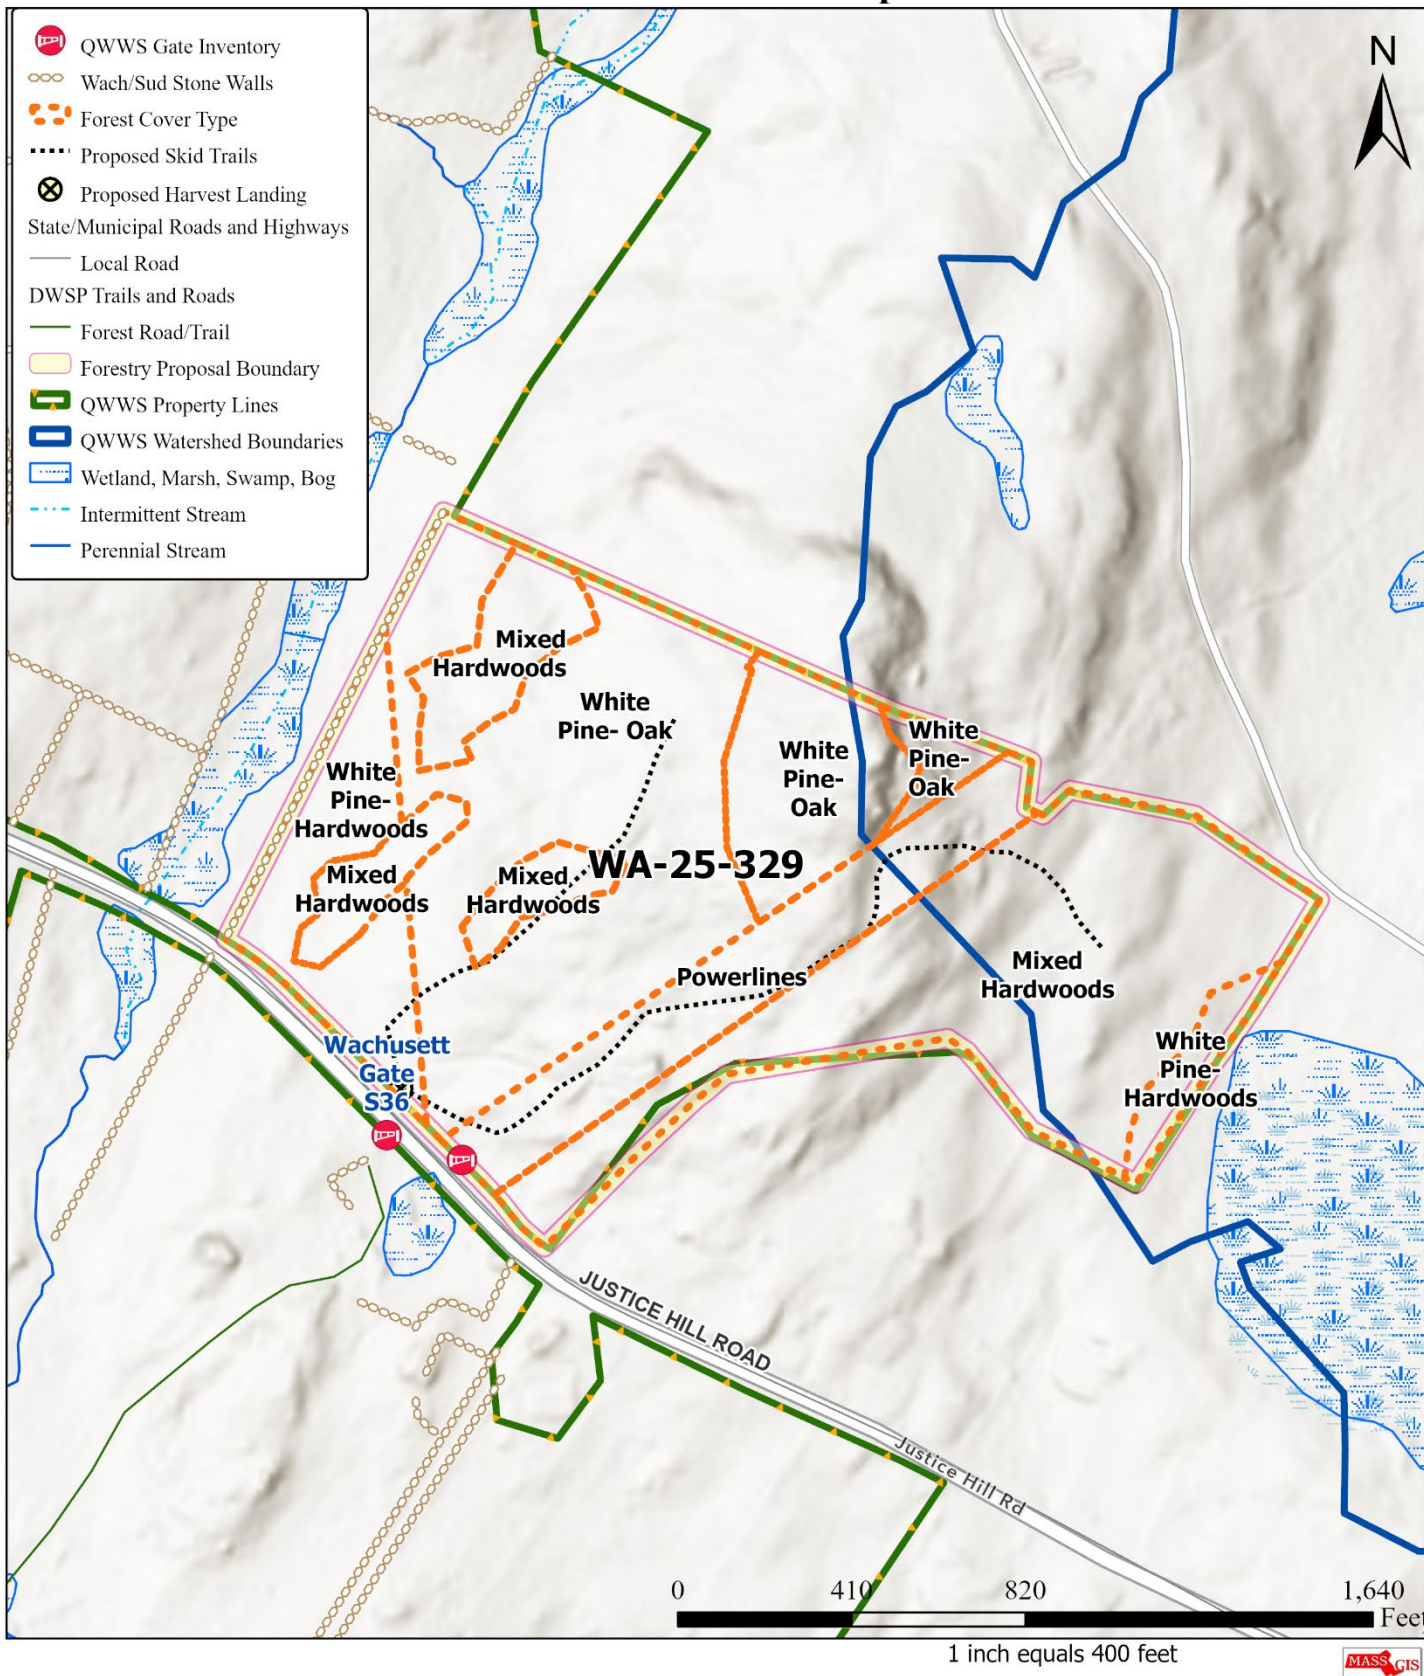 N
QWWS Gate Inventory
Wach/Sud Stone Walls
Forest Cover Type
Proposed Skid Trails
Proposed Harvest Landing
State/Municipal Roads and Highways
Local Road
DWSP Trails and Roads
Forest Road/Trail
Forestry Proposal Boundary
QWWS Property Lines
QWWS Watershed Boundaries
Wetland, Marsh, Swamp, Bog
Intermittent Stream
Perennial Stream
Mixed
Hardwoods
White
Pine- Oak
White
Pine-
Oak
White
Pine-
Oak
White
Pine-
Hardwoods
Mixed
Hardwoods
Mixed
Hardwoods
WA-25-329
Powerlines
Mixed
Hardwoods
White
Pine-
Hardwoods
Wachusett
Gate
S36
JUSTICE HILL ROAD
Justice Hill Rd
0 410 820 1,640
Feet
1 inch equals 400 feet
MASS GIS